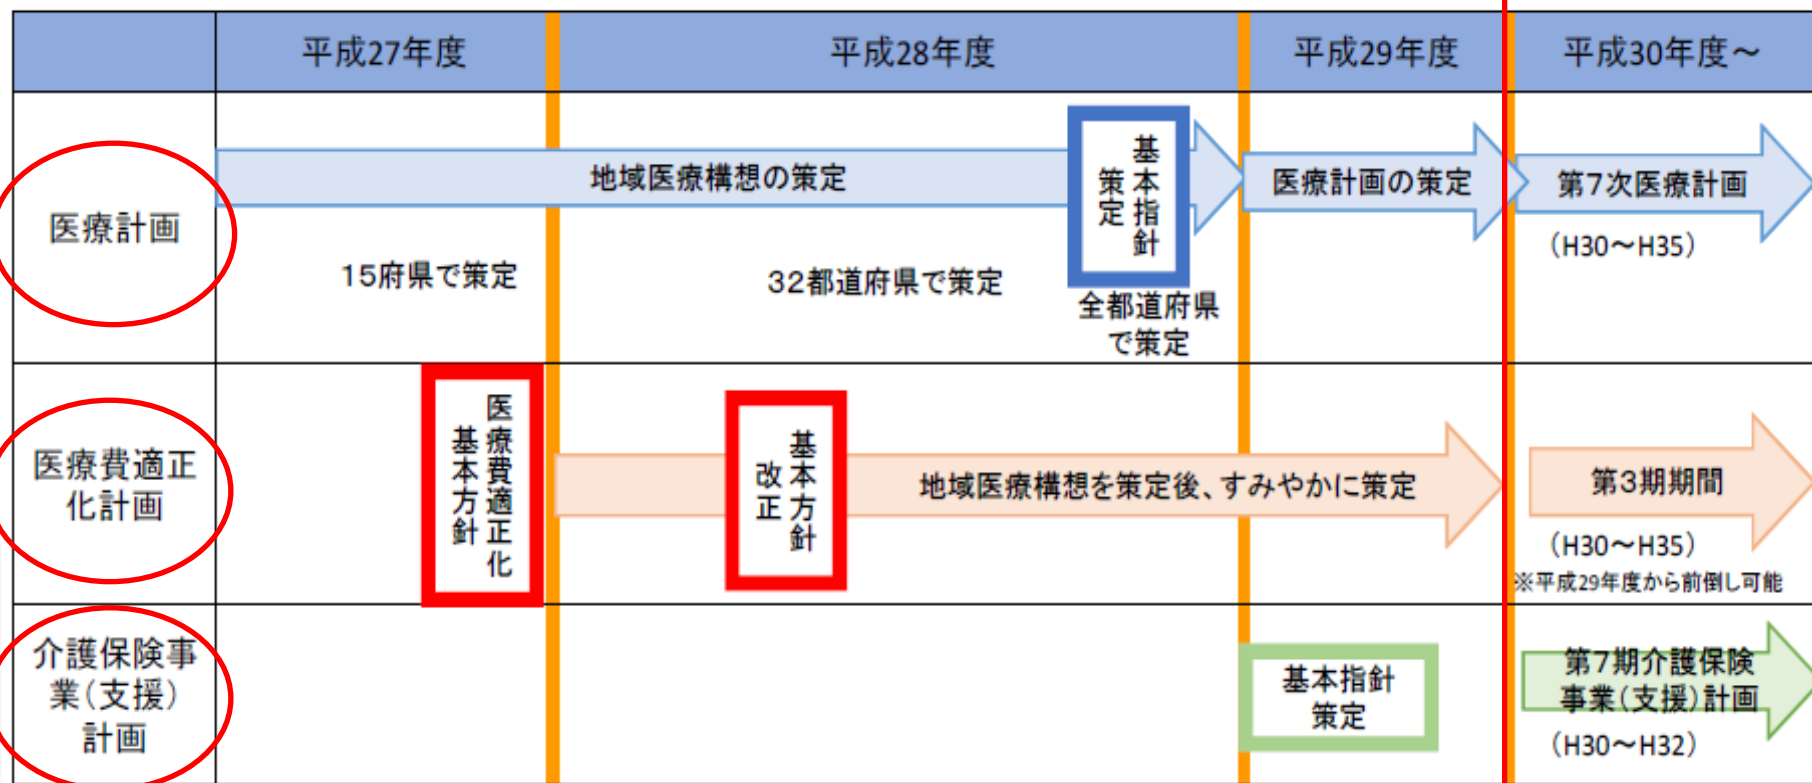 平成27年度
平成28年度
平成29年度
平成30年度～
医療計画
地域医療構想の策定
基本指針
策定
医療計画の策定
第7次医療計画
（H30～H35）
15府県で策定
32都道府県で策定
全都道府県
で策定
医療費適正
化計画
医療費適正化
基本方針
基本方針
改正
地域医療構想を策定後、すみやかに策定
第3期期間
（H30～H35）
※平成29年度から前倒し可能
介護保険事
業（支援）
計画
基本指針
策定
第7期介護保険
事業（支援）計画
（H30～H32）